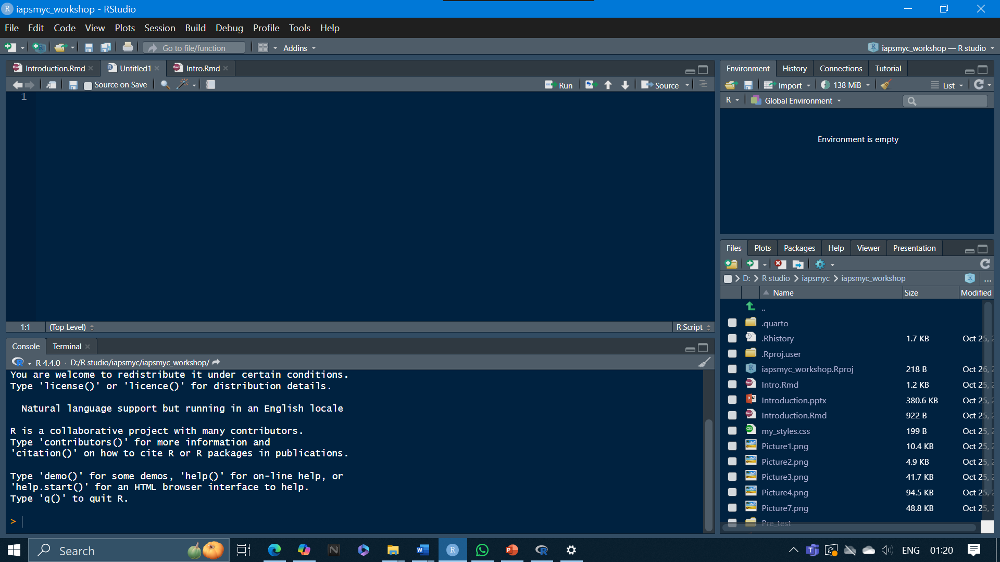 iapsmyc_workshop - RStudio
File Edit Code View Plots Session Build Debug Profile Tools Help
Go to file/function Addins iapsmyc_workshop — R studio
Introduction.Rmd Untitled1 Intro.Rmd
Source on Save Run Source
1
1:1 (Top Level) R Script
Console Terminal
R 4.4.0 · D:/R studio/iapsmyc/iapsmyc_workshop/
You are welcome to redistribute it under certain conditions.
Type 'license()' or 'licence()' for distribution details.
Natural language support but running in an English locale
R is a collaborative project with many contributors.
Type 'contributors()' for more information and
'citation()' on how to cite R or R packages in publications.
Type 'demo()' for some demos, 'help()' for on-line help, or
'help.start()' for an HTML browser interface to help.
Type 'q()' to quit R.
>
Environment History Connections Tutorial
Import 138 MiB List
R Global Environment
Environment is empty
Files Plots Packages Help Viewer Presentation
D: R studio iapsmyc iapsmyc_workshop ...
Name Size Modified
..
.quarto
.Rhistory 1.7 KB Oct 25, 2
.Rproj.user
iapsmyc_workshop.Rproj 218 B Oct 26, 2
Intro.Rmd 1.2 KB Oct 25, 2
Introduction.pptx 380.6 KB Oct 25, 2
Introduction.Rmd 922 B Oct 25, 2
my_styles.css 199 B Oct 25, 2
Picture1.png 10.4 KB Oct 25, 2
Picture2.png 4.9 KB Oct 25, 2
Picture3.png 41.7 KB Oct 25, 2
Picture4.png 94.5 KB Oct 25, 2
Picture7.png 48.8 KB Oct 25, 2
Pre_test
Search ENG 01:20